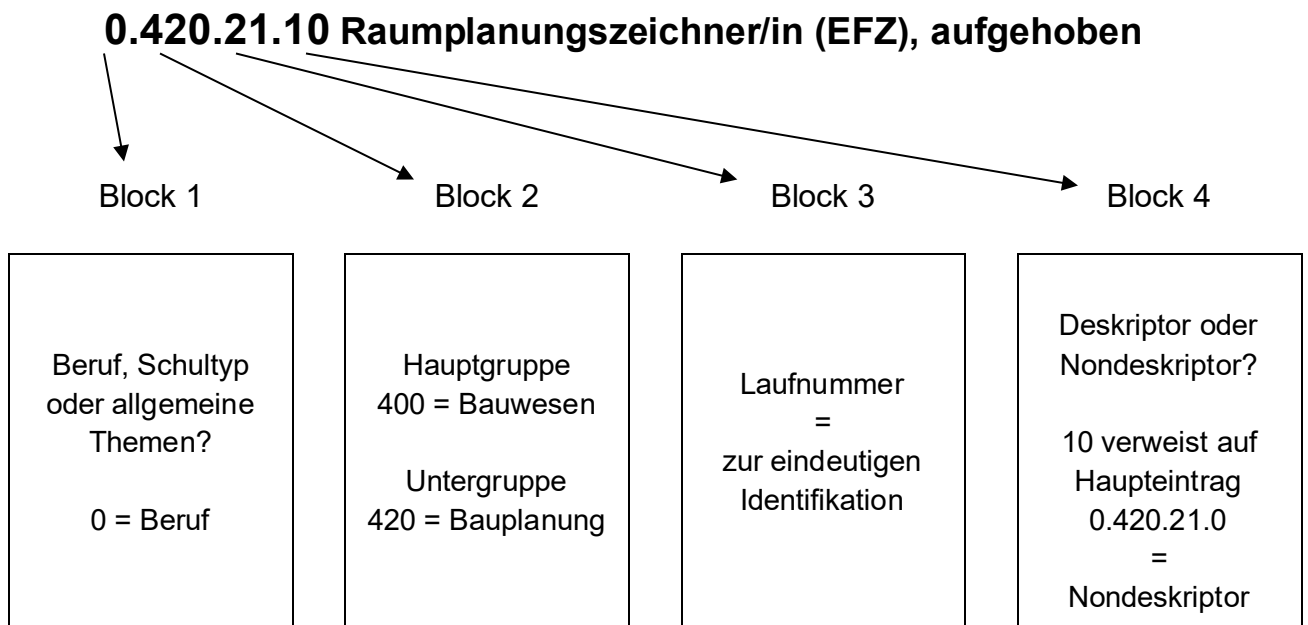 0.420.21.10 Raumplanungszeichner/in (EFZ), aufgehoben
Block 1
Block 2
Block 3
Block 4
Beruf, Schultyp
oder allgemeine
Themen?
0 = Beruf
Hauptgruppe
400 = Bauwesen
Untergruppe
420 = Bauplanung
Laufnummer
=
zur eindeutigen
Identifikation
Deskriptor oder
Nondeskriptor?
10 verweist auf
Haupteintrag
0.420.21.0
=
Nondeskriptor